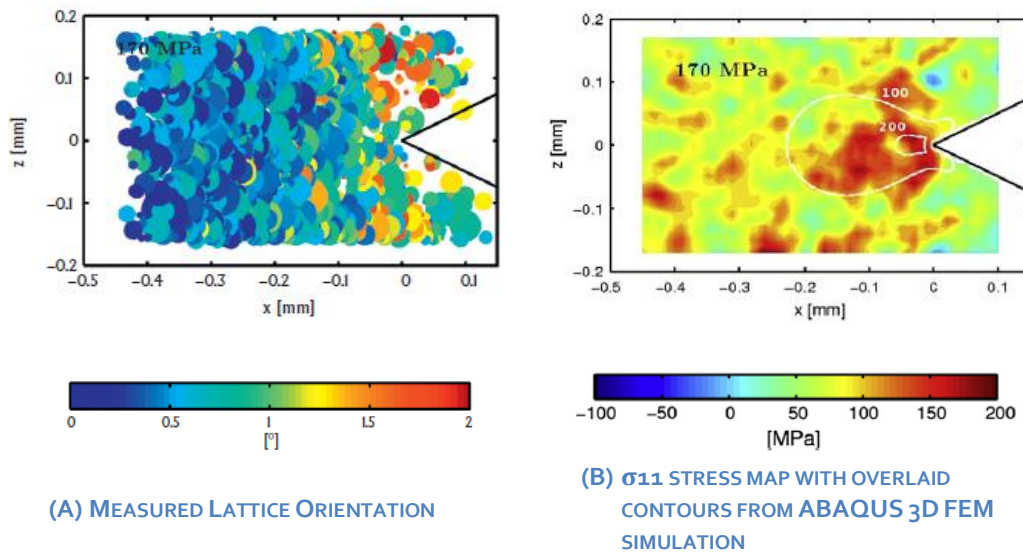 0.2
170 MPa
0.1
0
-0.1
-0.2
z [mm]
-0.5 -0.4 -0.3 -0.2 -0.1 0 0.1
x [mm]
0 0.5 1 1.5 2
[°]
(A) MEASURED LATTICE ORIENTATION
0.2
170 MPa
0.1
100
200
0
-0.1
-0.2
z [mm]
-0.5 -0.4 -0.3 -0.2 -0.1 0 0.1
x [mm]
-100 -50 0 50 100 150 200
[MPa]
(B) σ11 STRESS MAP WITH OVERLAID
CONTOURS FROM ABAQUS 3D FEM
SIMULATION